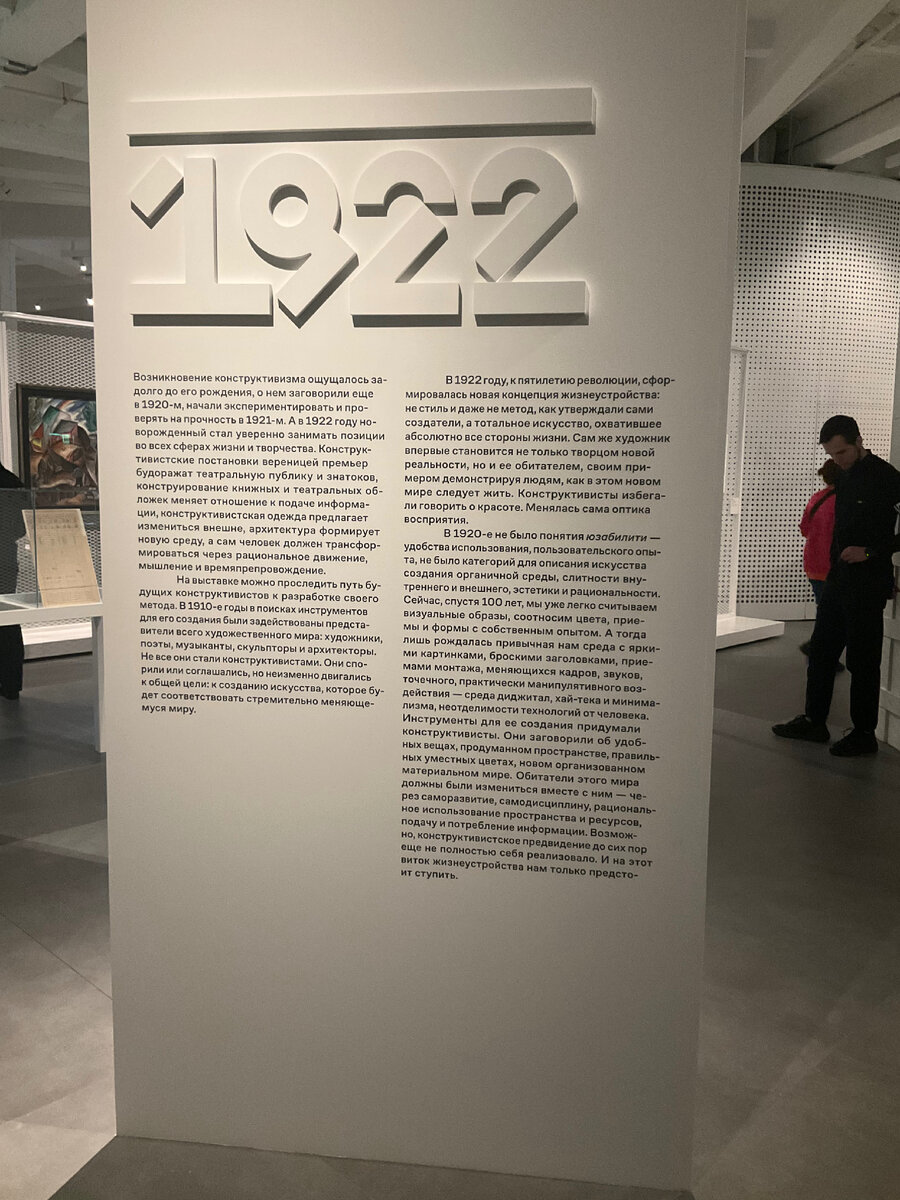 1922
Возникновение конструктивизма ощущалось за-
долго до его рождения, о нем заговорили еще
в 1920-м, начали экспериментировать и про-
верять на прочность в 1921-м. А в 1922 году но-
ворожденный стал уверенно занимать позиции
во всех сферах жизни и творчества. Конструк-
тивистские постановки вереницей премьер
будоражат театральную публику и знатоков,
конструирование книжных и театральных об-
ложек меняет отношение к подаче информа-
ции, конструктивистская одежда предлагает
измениться внешне, архитектура формирует
новую среду, а сам человек должен трансфор-
мироваться через рациональное движение,
мышление и времяпрепровождение.
На выставке можно проследить путь бу-
дущих конструктивистов к разработке своего
метода. В 1910-е годы в поисках инструментов
для его создания были задействованы предста-
вители всего художественного мира: художники,
поэты, музыканты, скульпторы и архитекторы.
Не все они стали конструктивистами. Они спо-
рили или соглашались, но неизменно двигались
к общей цели: к созданию искусства, которое бу-
дет соответствовать стремительно меняюще-
муся миру.
В 1922 году, к пятилетию революции, сфор-
мировалась новая концепция жизнеустройства:
не стиль и даже не метод, как утверждали сами
создатели, а тотальное искусство, охватившее
абсолютно все стороны жизни. Сам же художник
впервые становится не только творцом новой
реальности, но и ее обитателем, своим при-
мером демонстрируя людям, как в этом новом
мире следует жить. Конструктивисты избега-
ли говорить о красоте. Менялась сама оптика
восприятия.
В 1920-е не было понятия юзабилити —
удобства использования, пользовательского опы-
та, не было категорий для описания искусства
создания органичной среды, слитности вну-
треннего и внешнего, эстетики и рациональности.
Сейчас, спустя 100 лет, мы уже легко считываем
визуальные образы, соотносим цвета, прие-
мы и формы с собственным опытом. А тогда
лишь рождалась привычная нам среда с ярки-
ми картинками, броскими заголовками, прие-
мами монтажа, меняющихся кадров, звуков,
точечного, практически манипулятивного воз-
действия — среда диджитал, хай-тека и минима-
лизма, неотделимости технологий от человека.
Инструменты для ее создания придумали
конструктивисты. Они заговорили об удоб-
ных вещах, продуманном пространстве, правиль-
ных уместных цветах, новом организованном
материальном мире. Обитатели этого мира
должны были измениться вместе с ним — че-
рез саморазвитие, самодисциплину, рациональ-
ное использование пространства и ресурсов,
подачу и потребление информации. Возмож-
но, конструктивистское предвидение до сих пор
еще не полностью себя реализовало. И на этот
виток жизнеустройства нам только предсто-
ит ступить.